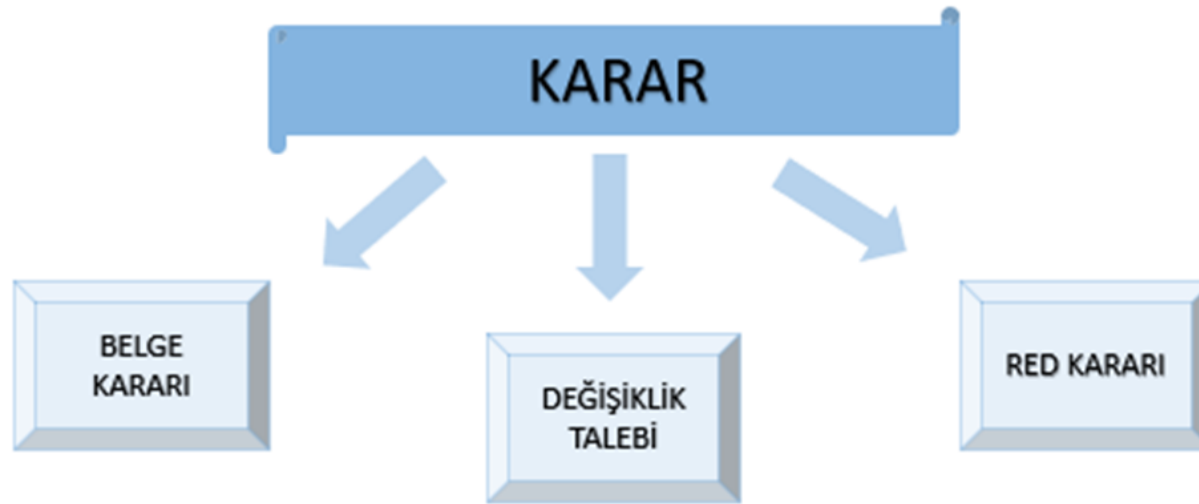 KARAR
BELGE
KARARI
DEĞİŞİKLİK
TALEBİ
RED KARARI